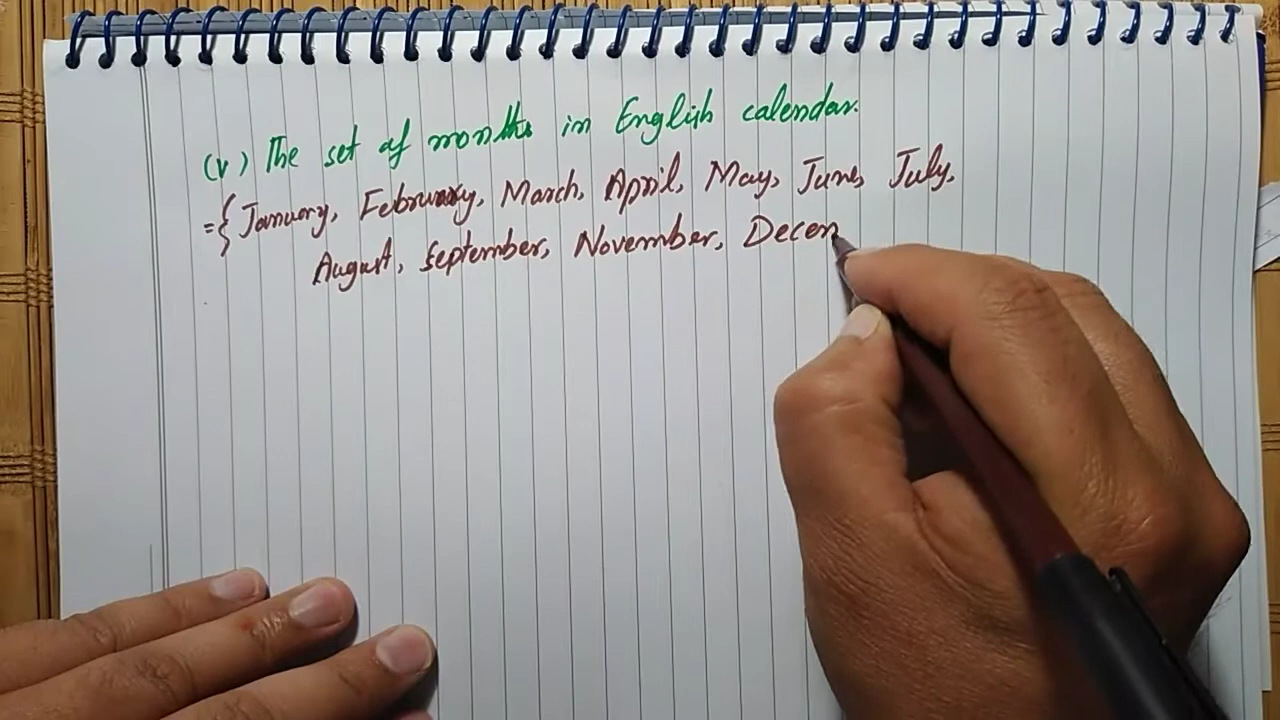 (v) The set of months in English calendar.
={ January, February, March, April, May, June, July,
August, September, November, Decem